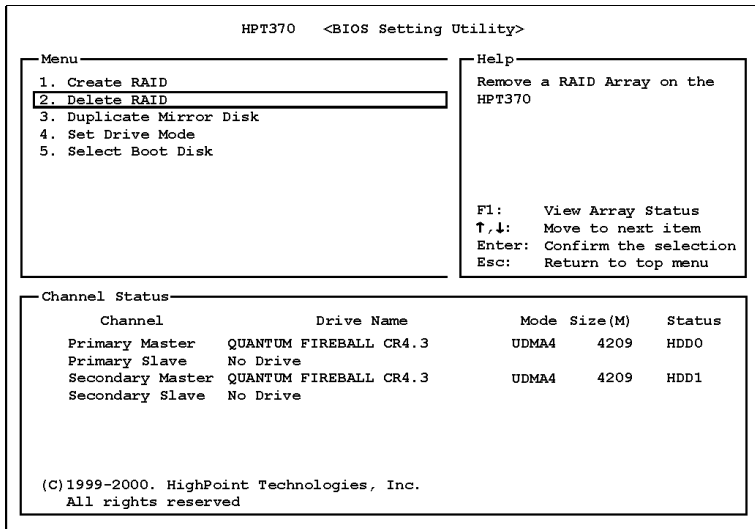 HPT370 <BIOS Setting Utility>
Menu
1. Create RAID
2. Delete RAID
3. Duplicate Mirror Disk
4. Set Drive Mode
5. Select Boot Disk
Help
Remove a RAID Array on the
HPT370
F1: View Array Status
↑,↓: Move to next item
Enter: Confirm the selection
Esc: Return to top menu
Channel Status
Channel Drive Name Mode Size(M) Status
Primary Master QUANTUM FIREBALL CR4.3 UDMA4 4209 HDD0
Primary Slave No Drive
Secondary Master QUANTUM FIREBALL CR4.3 UDMA4 4209 HDD1
Secondary Slave No Drive
(C)1999-2000. HighPoint Technologies, Inc.
All rights reserved